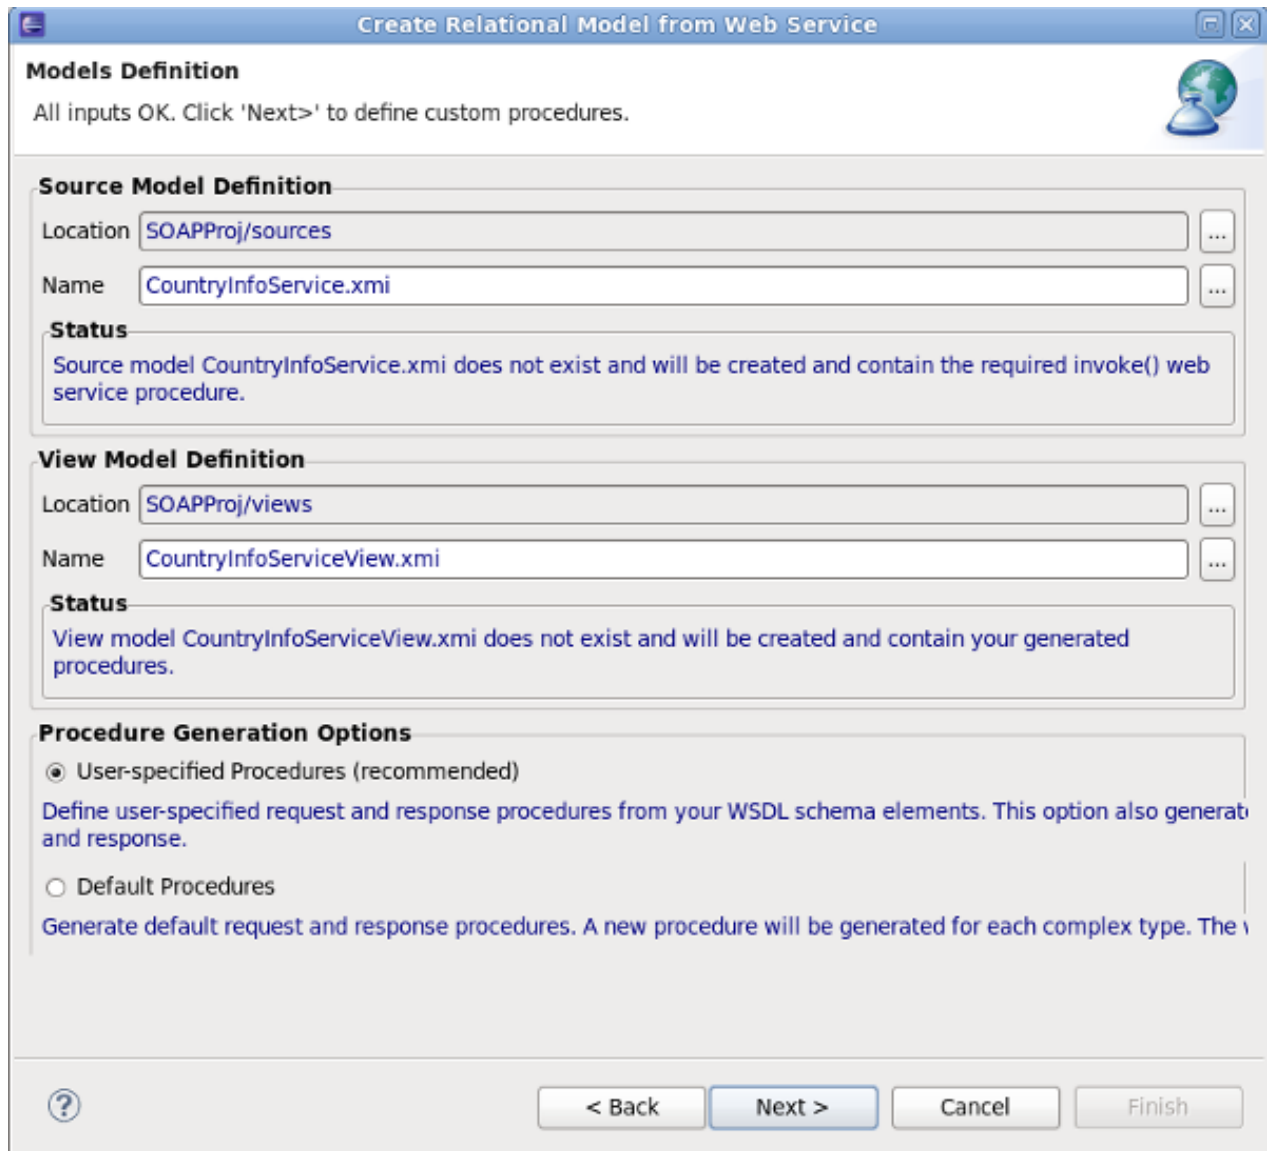 Create Relational Model from Web Service
Models Definition
All inputs OK. Click 'Next>' to define custom procedures.
Source Model Definition
Location SOAPProj/sources ...
Name CountryInfoService.xmi ...
Status
Source model CountryInfoService.xmi does not exist and will be created and contain the required invoke() web
service procedure.
View Model Definition
Location SOAPProj/views ...
Name CountryInfoServiceView.xmi ...
Status
View model CountryInfoServiceView.xmi does not exist and will be created and contain your generated
procedures.
Procedure Generation Options
User-specified Procedures (recommended)
Define user-specified request and response procedures from your WSDL schema elements. This option also generat
and response.
Default Procedures
Generate default request and response procedures. A new procedure will be generated for each complex type. The
? < Back Next > Cancel Finish